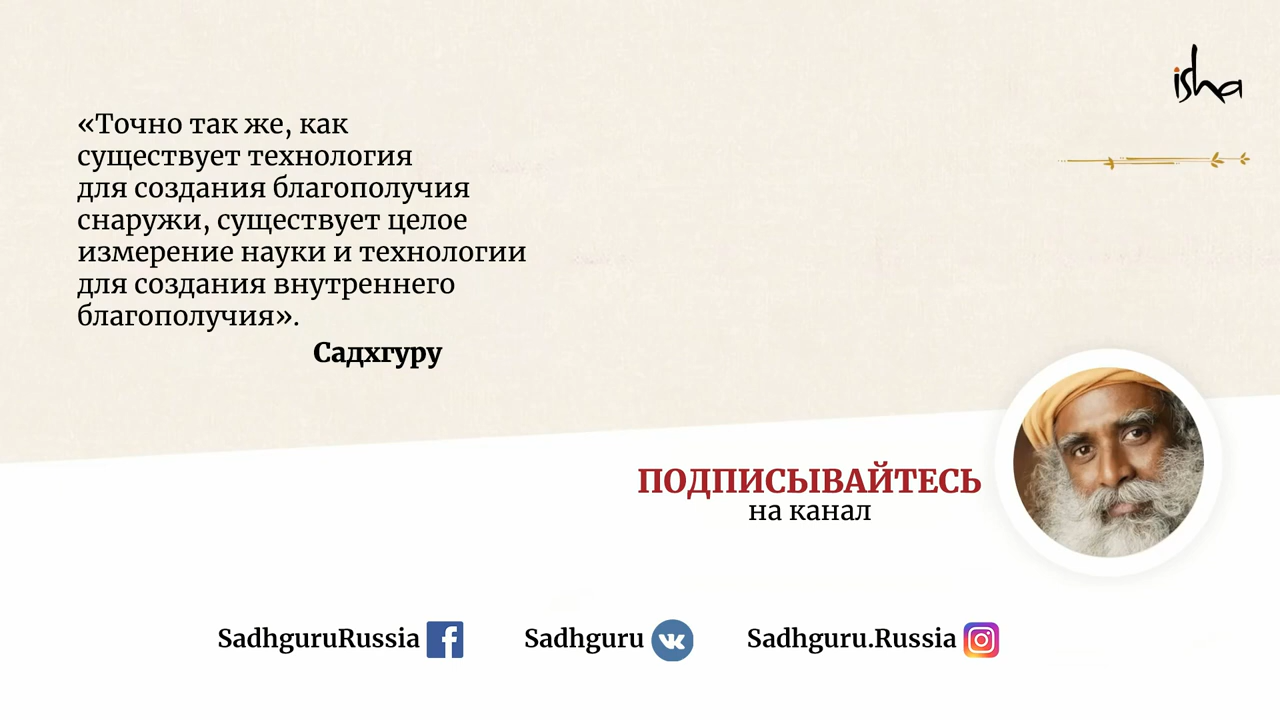 isha
«Точно так же, как
существует технология
для создания благополучия
снаружи, существует целое
измерение науки и технологии
для создания внутреннего
благополучия».
Садхгуру
ПОДПИСЫВАЙТЕСЬ
на канал
SadhguruRussia
Sadhguru
Sadhguru.Russia